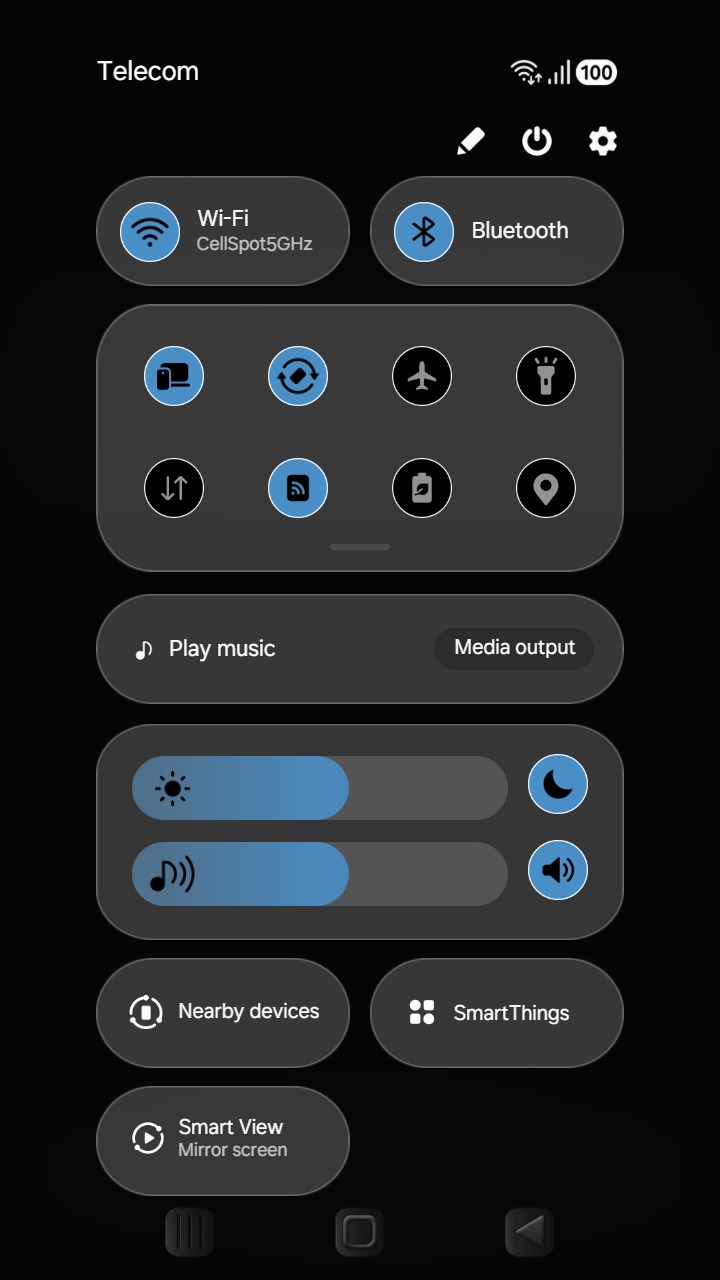 Telecom
100
Wi-Fi
CellSpot5GHz
Bluetooth
Play music
Media output
Nearby devices
SmartThings
Smart View
Mirror screen